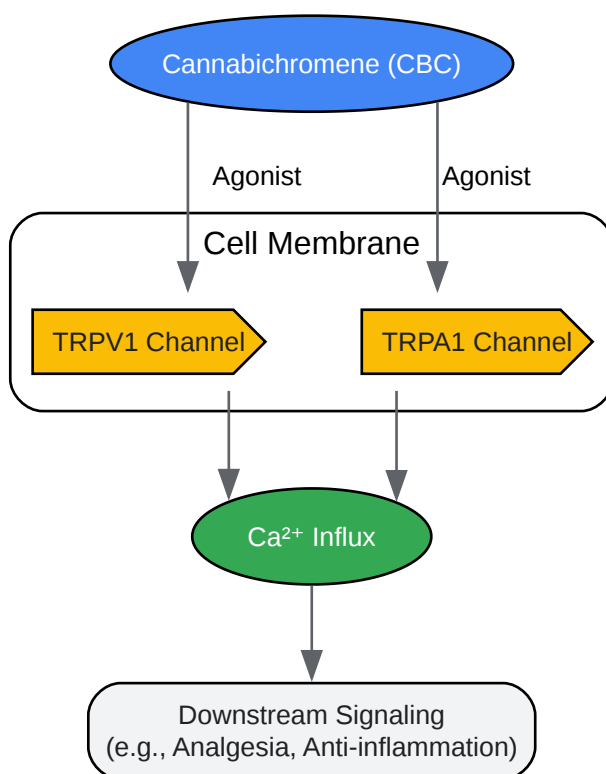 Cannabichromene (CBC)
Agonist
Agonist
Cell Membrane
TRPV1 Channel
TRPA1 Channel
Ca²⁺ Influx
Downstream Signaling
(e.g., Analgesia, Anti-inflammation)